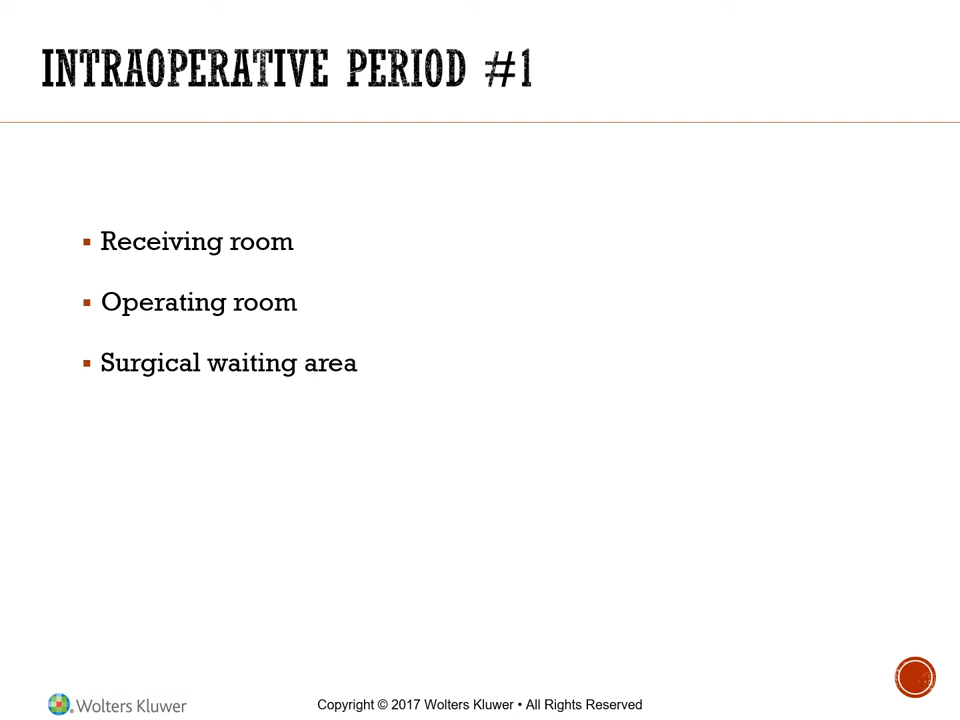 INTRAOPERATIVE PERIOD #1
Receiving room
Operating room
Surgical waiting area
Wolters Kluwer
Copyright © 2017 Wolters Kluwer • All Rights Reserved